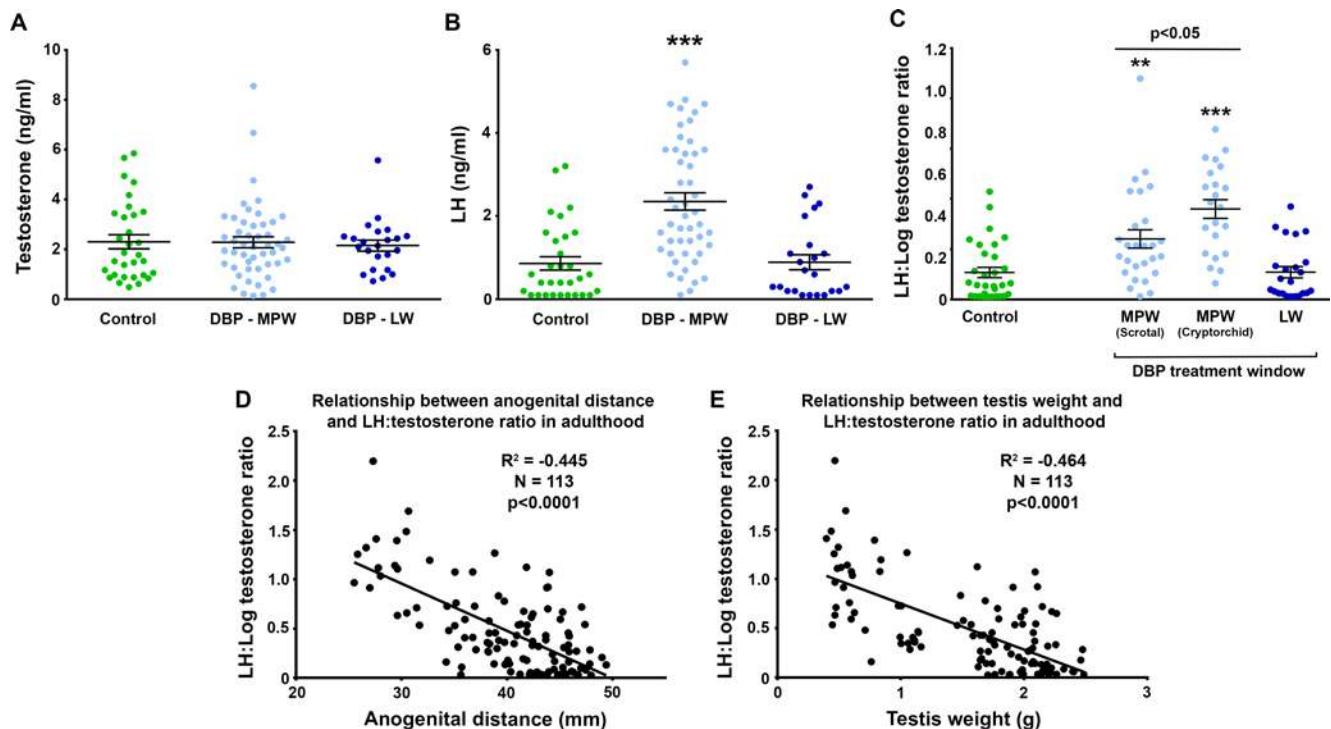 A
Testosterone (ng/ml)
10
8
6
4
2
0
Control
DBP - MPW
DBP - LW
B
LH (ng/ml)
6
4
2
0
***
Control
DBP - MPW
DBP - LW
C
LH:Log testosterone ratio
1.2
1.0
0.8
0.6
0.4
0.2
0
p<0.05
**
***
Control
MPW
(Scrotal)
MPW
(Cryptorchid)
LW
DBP treatment window
D
Relationship between anogenital distance
and LH:testosterone ratio in adulthood
LH:Log testosterone ratio
2.5
2.0
1.5
1.0
0.5
0
R² = -0.445
N = 113
p<0.0001
20
30
40
50
Anogenital distance (mm)
E
Relationship between testis weight and
LH:testosterone ratio in adulthood
LH:Log testosterone ratio
2.5
2.0
1.5
1.0
0.5
0
R² = -0.464
N = 113
p<0.0001
0
1
2
3
Testis weight (g)